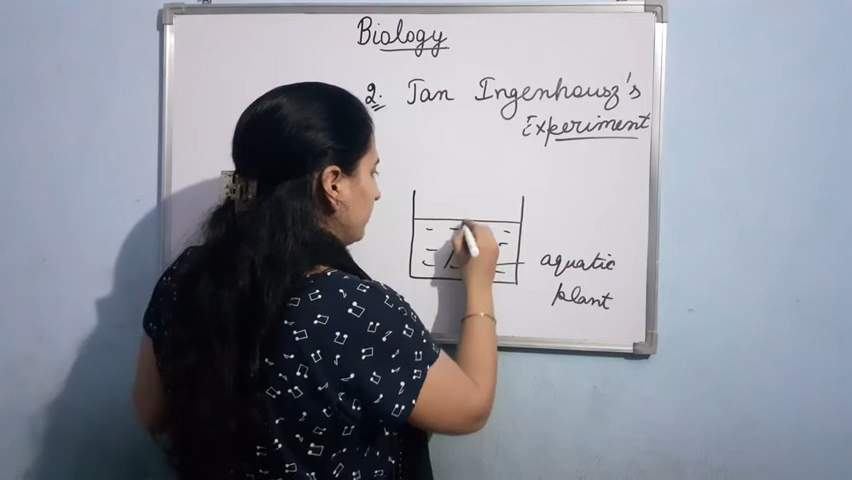 Biology
2. Jan Ingenhousz's
Experiment
aquatic
plant